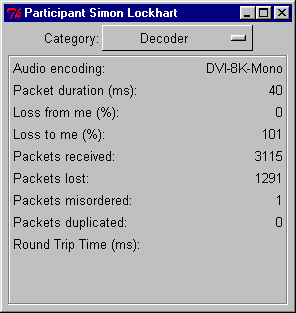 Participant Simon Lockhart
Category: Decoder
Audio encoding: DVI-8K-Mono
Packet duration (ms): 40
Loss from me (%): 0
Loss to me (%): 101
Packets received: 3115
Packets lost: 1291
Packets misordered: 1
Packets duplicated: 0
Round Trip Time (ms):